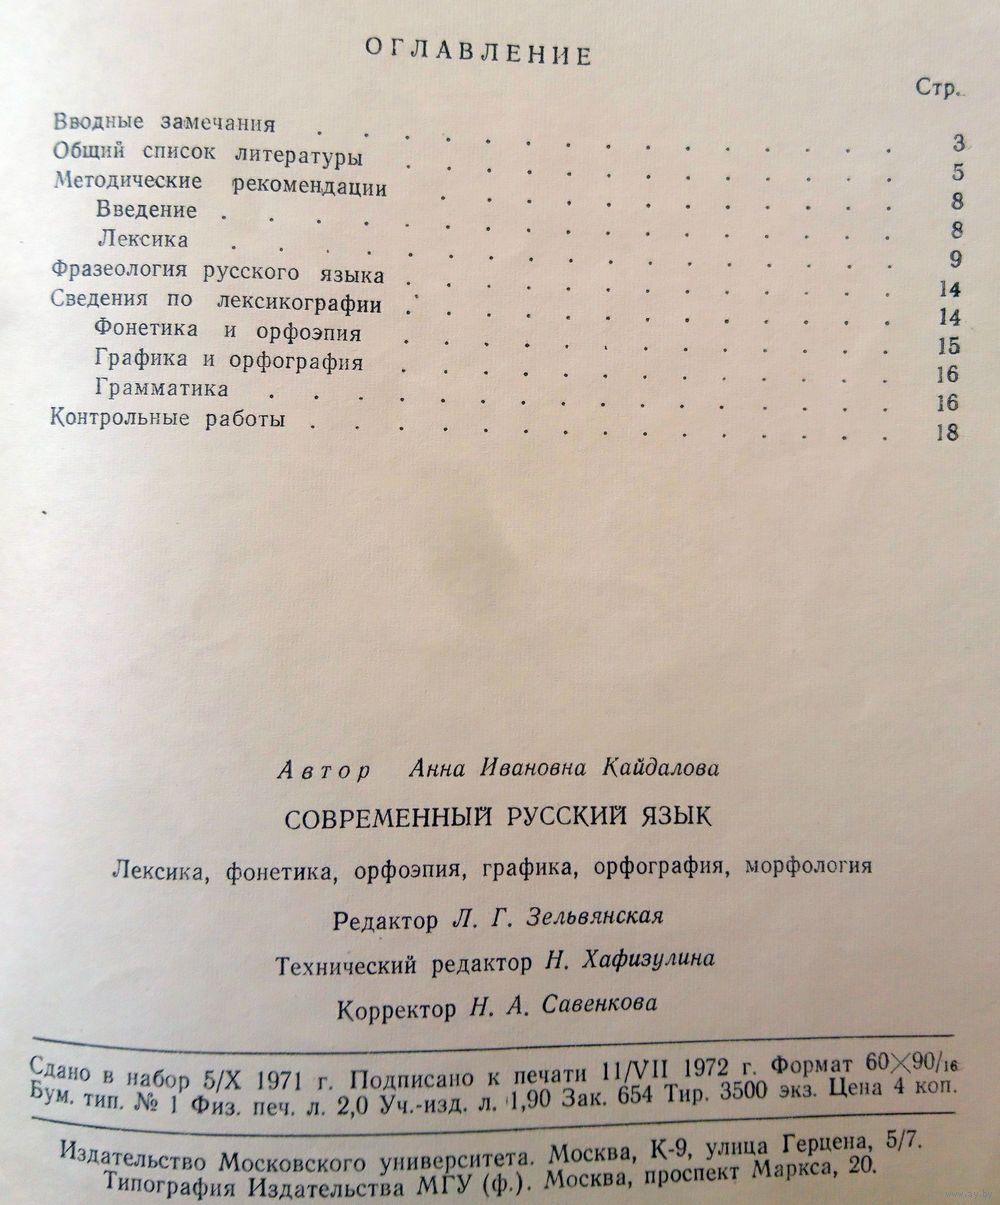 ОГЛАВЛЕНИЕ
Стр.
Вводные замечания . . . . . . . . . . . . . 3
Общий список литературы . . . . . . . . . . . 5
Методические рекомендации . . . . . . . . . . 8
Введение . . . . . . . . . . . . . . . 8
Лексика . . . . . . . . . . . . . . . 9
Фразеология русского языка . . . . . . . . . . . 14
Сведения по лексикографии . . . . . . . . . . . 14
Фонетика и орфоэпия . . . . . . . . . . . 15
Графика и орфография . . . . . . . . . . . 16
Грамматика . . . . . . . . . . . . . . 16
Контрольные работы . . . . . . . . . . . . . 18
Автор Анна Ивановна Кайдалова
СОВРЕМЕННЫЙ РУССКИЙ ЯЗЫК
Лексика, фонетика, орфоэпия, графика, орфография, морфология
Редактор Л. Г. Зельвянская
Технический редактор Н. Хафизулина
Корректор Н. А. Савенкова
Сдано в набор 5/X 1971 г. Подписано к печати 11/VII 1972 г. Формат 60×90/16
Бум. тип. № 1 Физ. печ. л. 2,0 Уч.-изд. л. 1,90 Зак. 654 Тир. 3500 экз. Цена 4 коп.
Издательство Московского университета. Москва, К-9, улица Герцена, 5/7.
Типография Издательства МГУ (ф.). Москва, проспект Маркса, 20.
www.ay.by